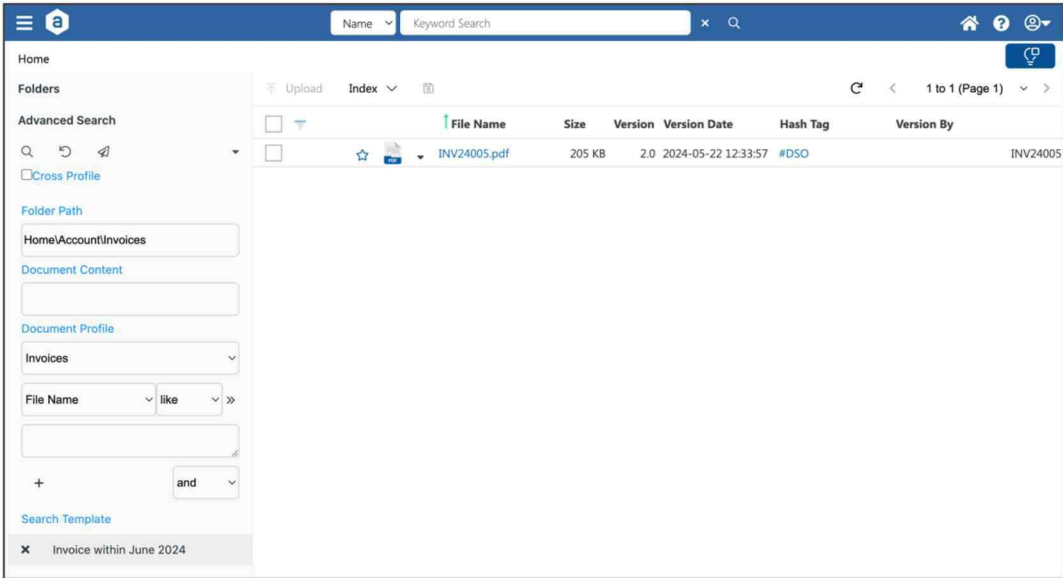 a
Name
Keyword Search
Home
Folders
Upload Index
1 to 1 (Page 1)
Advanced Search
File Name Size Version Version Date Hash Tag Version By
PDF INV24005.pdf 205 KB 2.0 2024-05-22 12:33:57 #DSO INV24005
Cross Profile
Folder Path
Home\Account\Invoices
Document Content
Document Profile
Invoices
File Name like »
+ and
Search Template
Invoice within June 2024